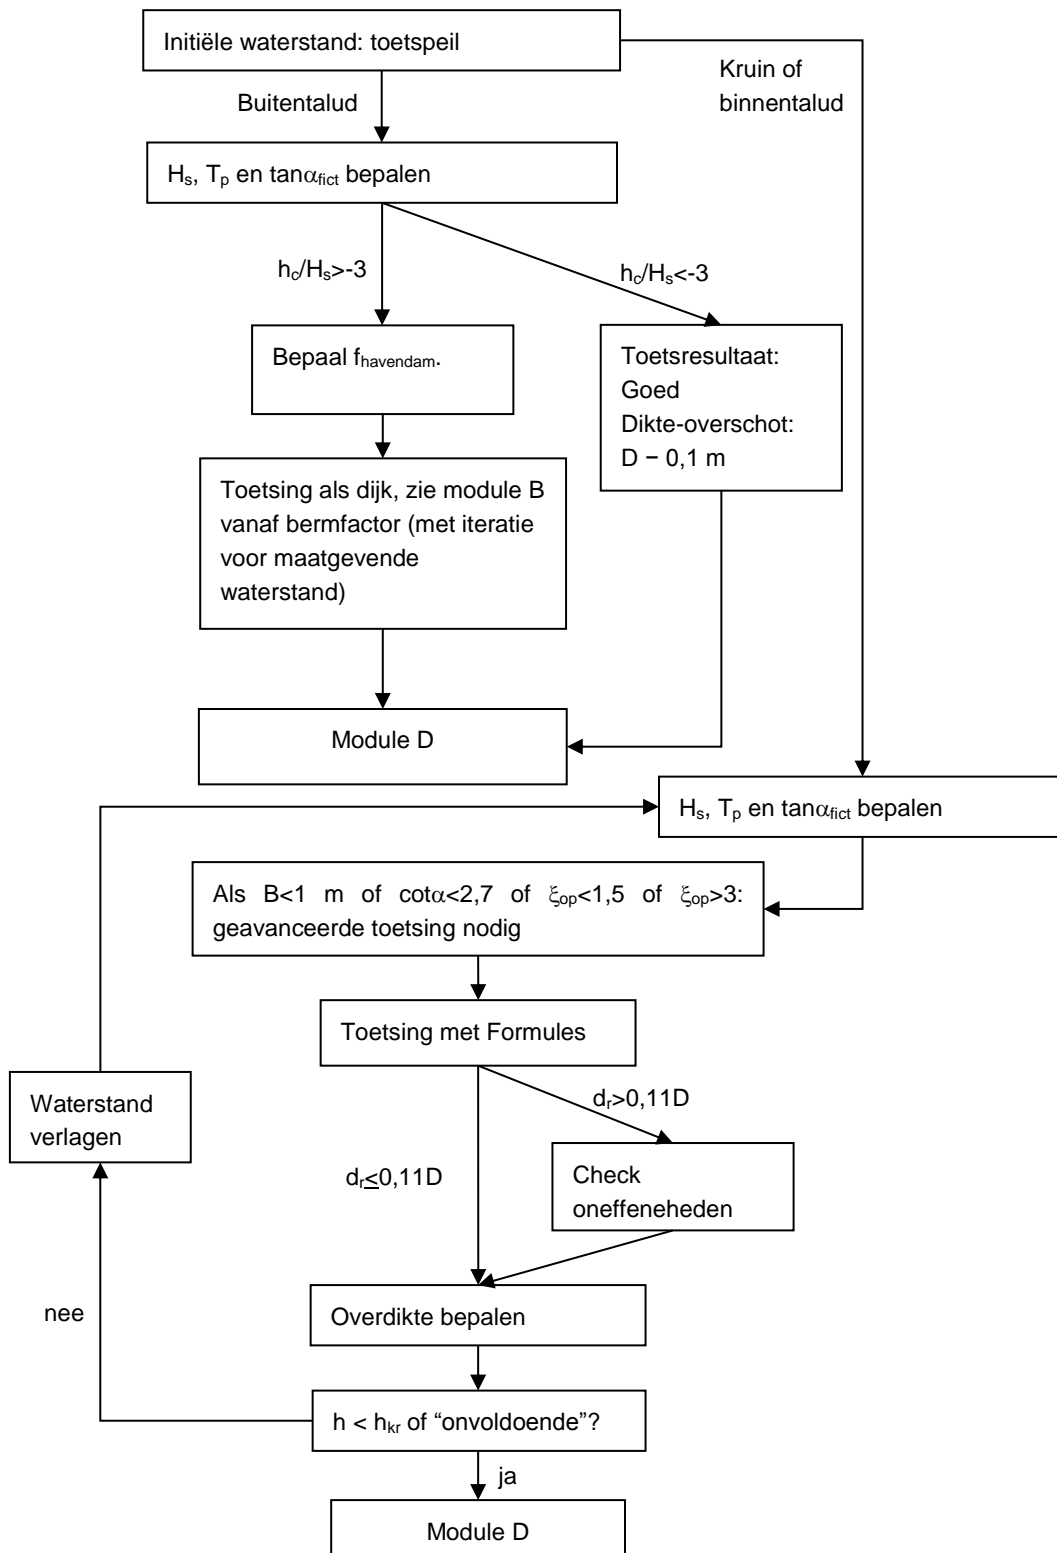 Initiële waterstand: toetspeil
Kruin of
binnentalud
Buitentalud
Hs, Tp en tanαfict bepalen
hc/Hs>-3
hc/Hs<-3
Bepaal fhavendam.
Toetsresultaat:
Goed
Dikte-overschot:
D − 0,1 m
Toetsing als dijk, zie module B
vanaf bermfactor (met iteratie
voor maatgevende
waterstand)
Module D
Hs, Tp en tanαfict bepalen
Als B<1 m of cotα<2,7 of ξop<1,5 of ξop>3:
geavanceerde toetsing nodig
Toetsing met Formules
Waterstand
verlagen
dr>0,11D
dr≤0,11D
Check
oneffeneheden
Overdikte bepalen
nee
h < hkr of “onvoldoende”?
ja
Module D